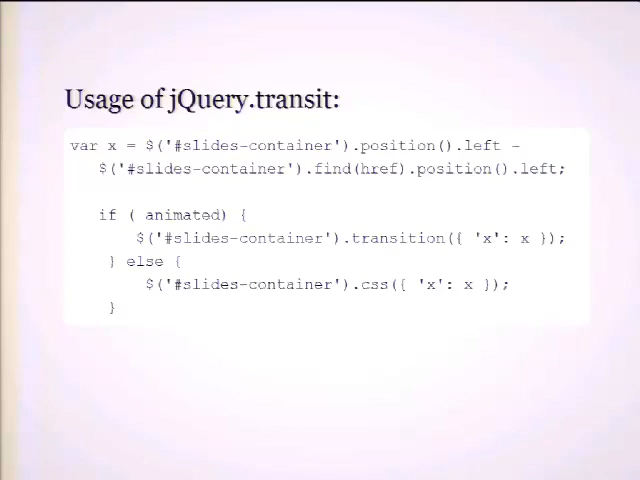 Usage of jQuery.transit:
var x = $('#slides-container').position().left -
$('#slides-container').find(href).position().left;
if ( animated) {
$('#slides-container').transition({ 'x': x });
} else {
$('#slides-container').css({ 'x': x });
}